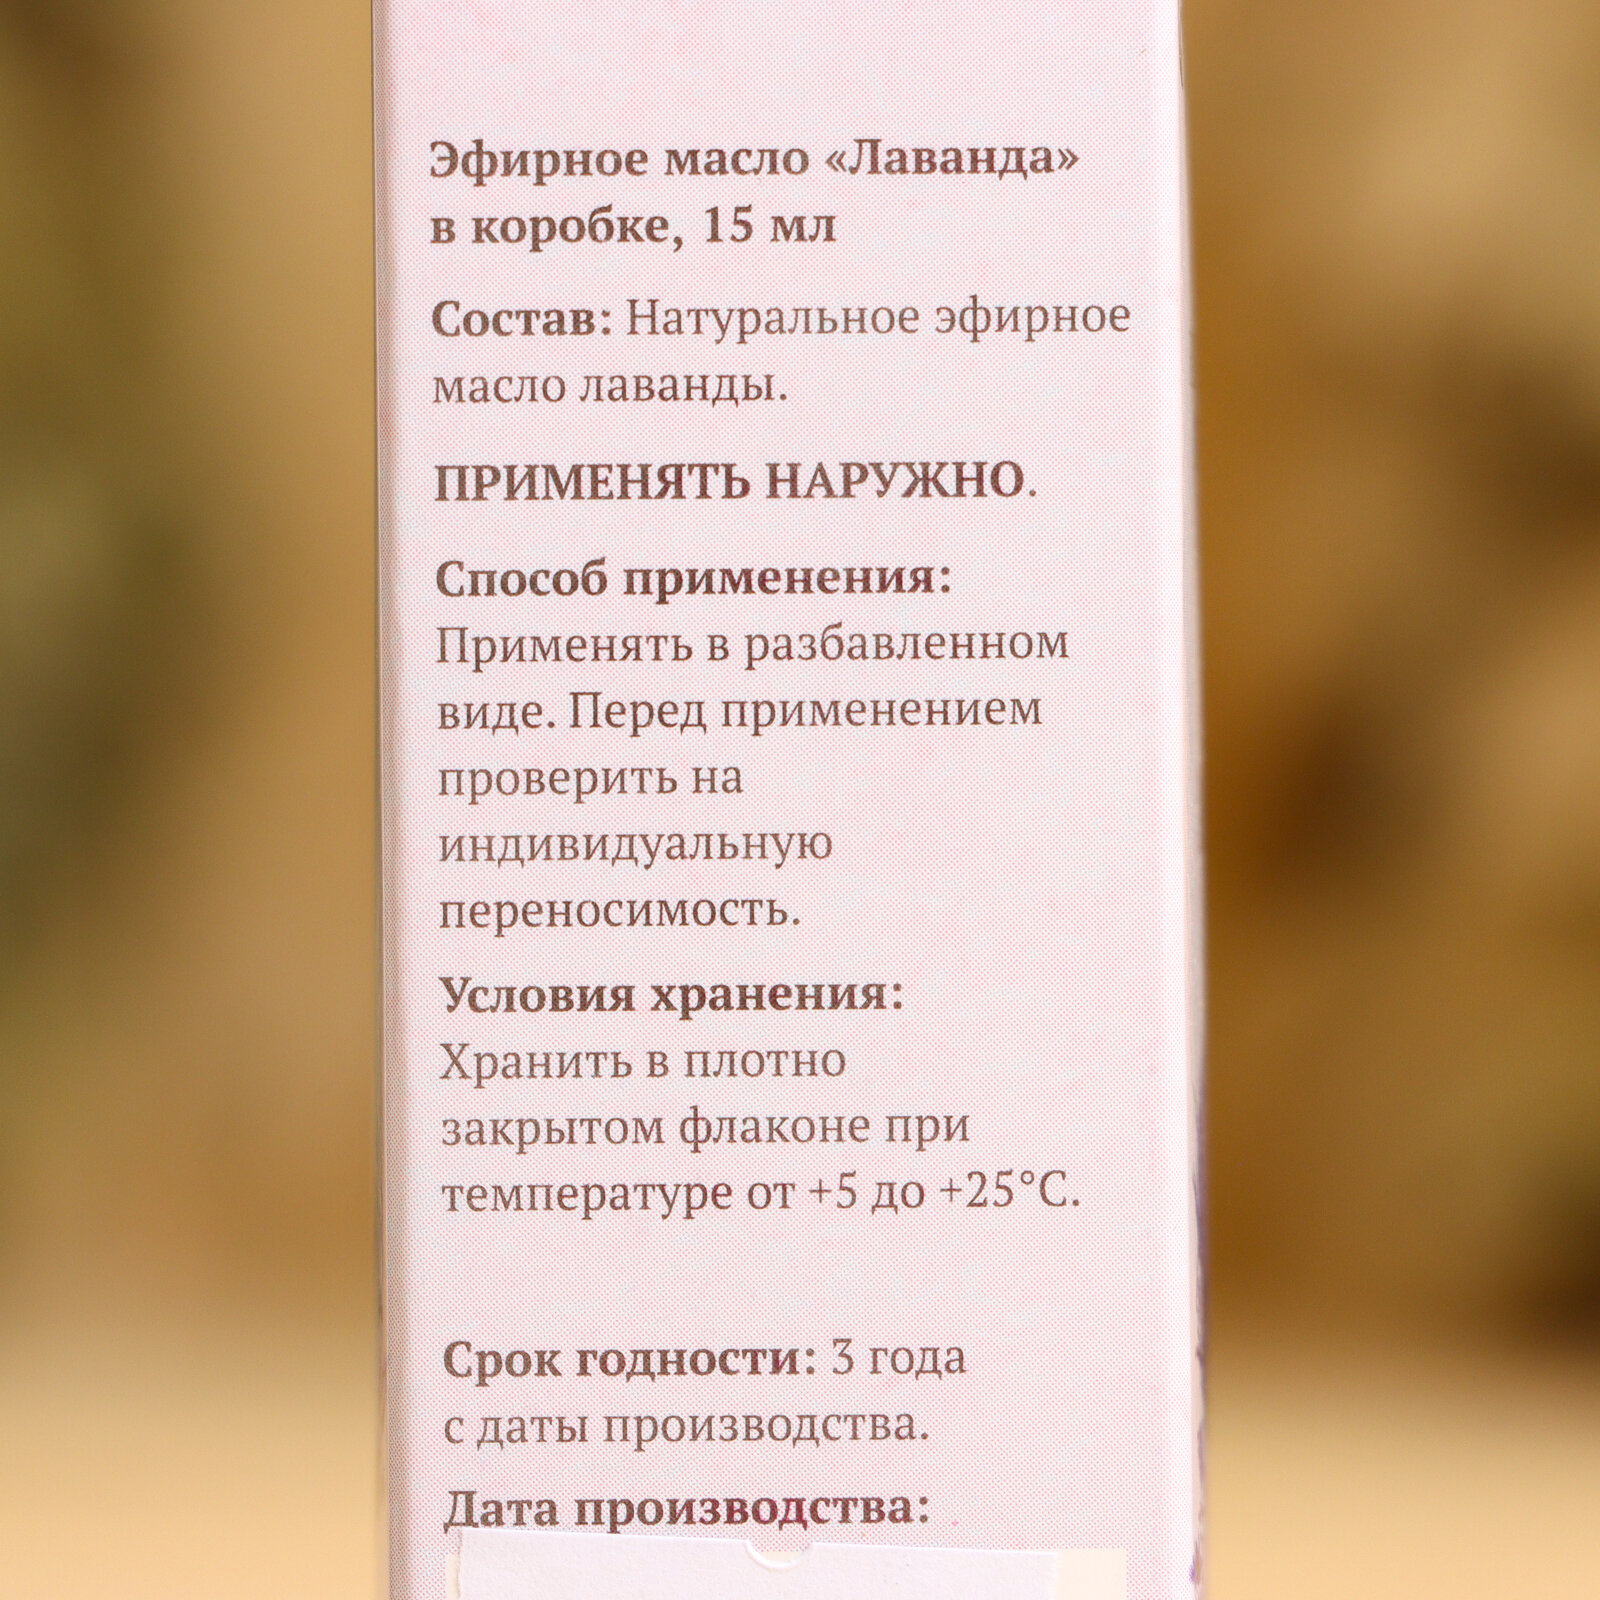 Эфирное масло «Лаванда»
в коробке, 15 мл
Состав: Натуральное эфирное
масло лаванды.
ПРИМЕНЯТЬ НАРУЖНО.
Способ применения:
Применять в разбавленном
виде. Перед применением
проверить на
индивидуальную
переносимость.
Условия хранения:
Хранить в плотно
закрытом флаконе при
температуре от +5 до +25°С.
Срок годности: 3 года
с даты производства.
Дата производства: